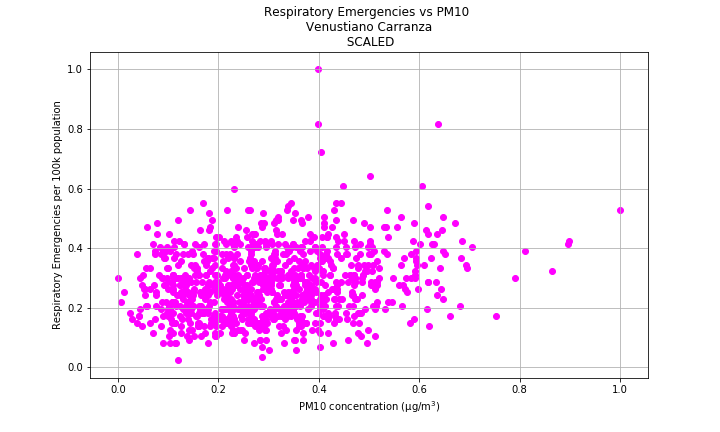 Respiratory Emergencies vs PM10
Venustiano Carranza
SCALED
Respiratory Emergencies per 100k population
1.0
0.8
0.6
0.4
0.2
0.0
0.0 0.2 0.4 0.6 0.8 1.0
PM10 concentration (μg/m³)